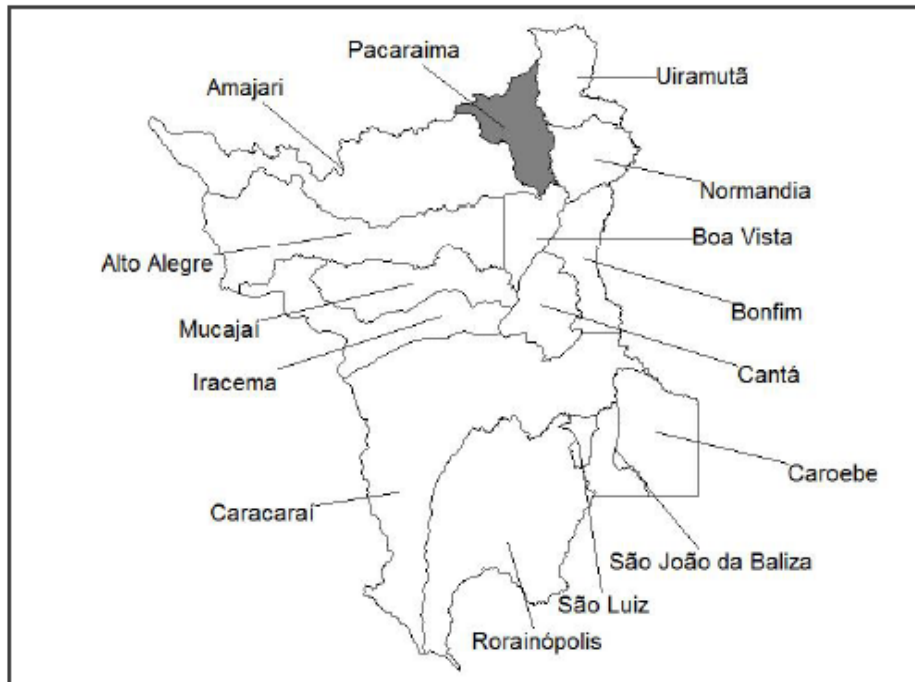 Pacaraima
Uiramutã
Amajari
Normandia
Boa Vista
Alto Alegre
Bonfim
Mucajaí
Cantá
Iracema
Caroebe
Caracaraí
São João da Baliza
São Luiz
Rorainópolis